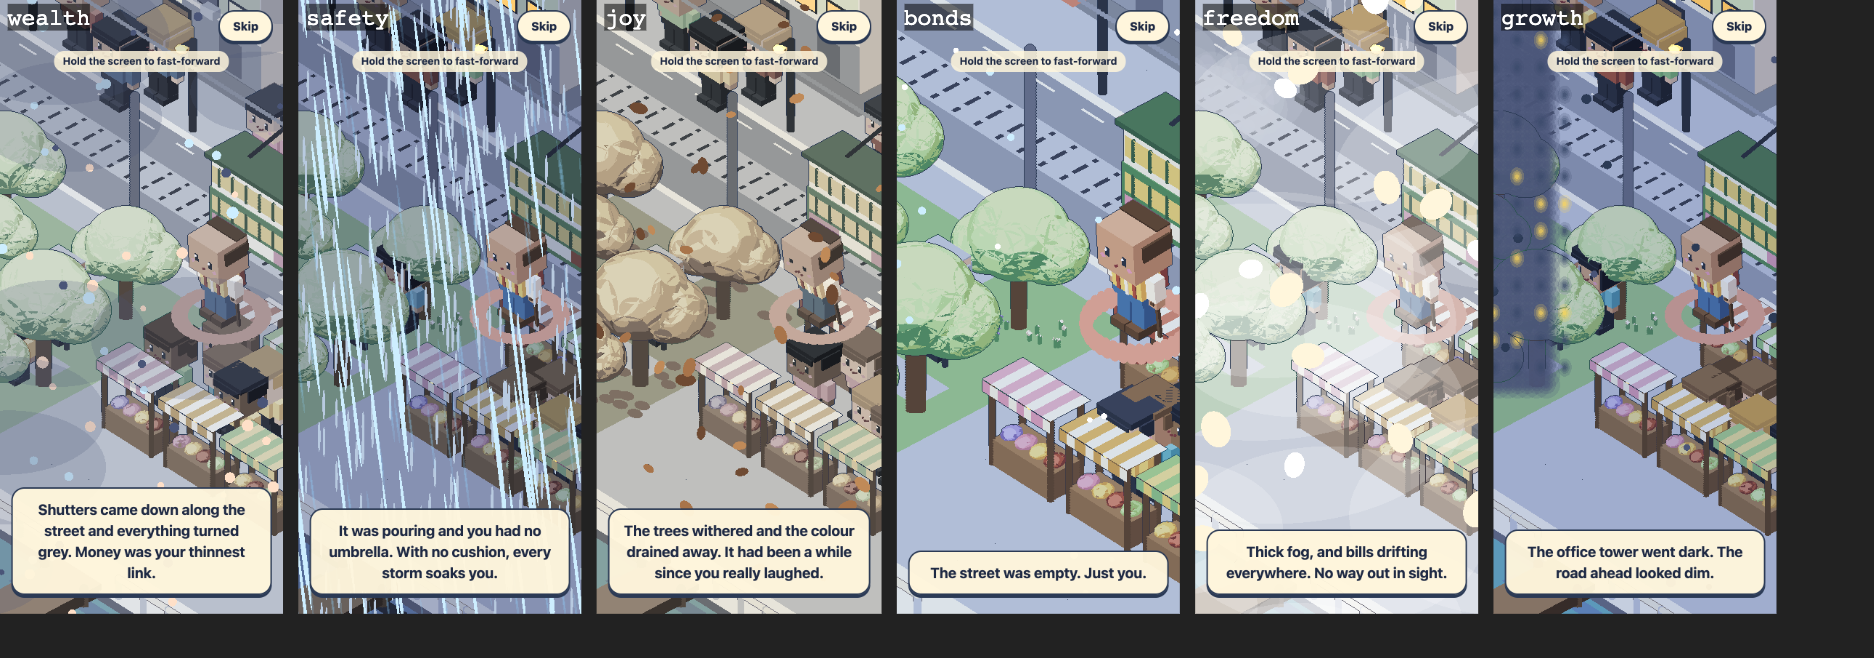 wealth
Skip
Hold the screen to fast-forward
Shutters came down along the
street and everything turned
grey. Money was your thinnest
link.
safety
Skip
Hold the screen to fast-forward
It was pouring and you had no
umbrella. With no cushion, every
storm soaks you.
joy
Skip
Hold the screen to fast-forward
The trees withered and the colour
drained away. It had been a while
since you really laughed.
bonds
Skip
Hold the screen to fast-forward
The street was empty. Just you.
freedom
Skip
Hold the screen to fast-forward
Thick fog, and bills drifting
everywhere. No way out in sight.
growth
Skip
Hold the screen to fast-forward
The office tower went dark. The
road ahead looked dim.